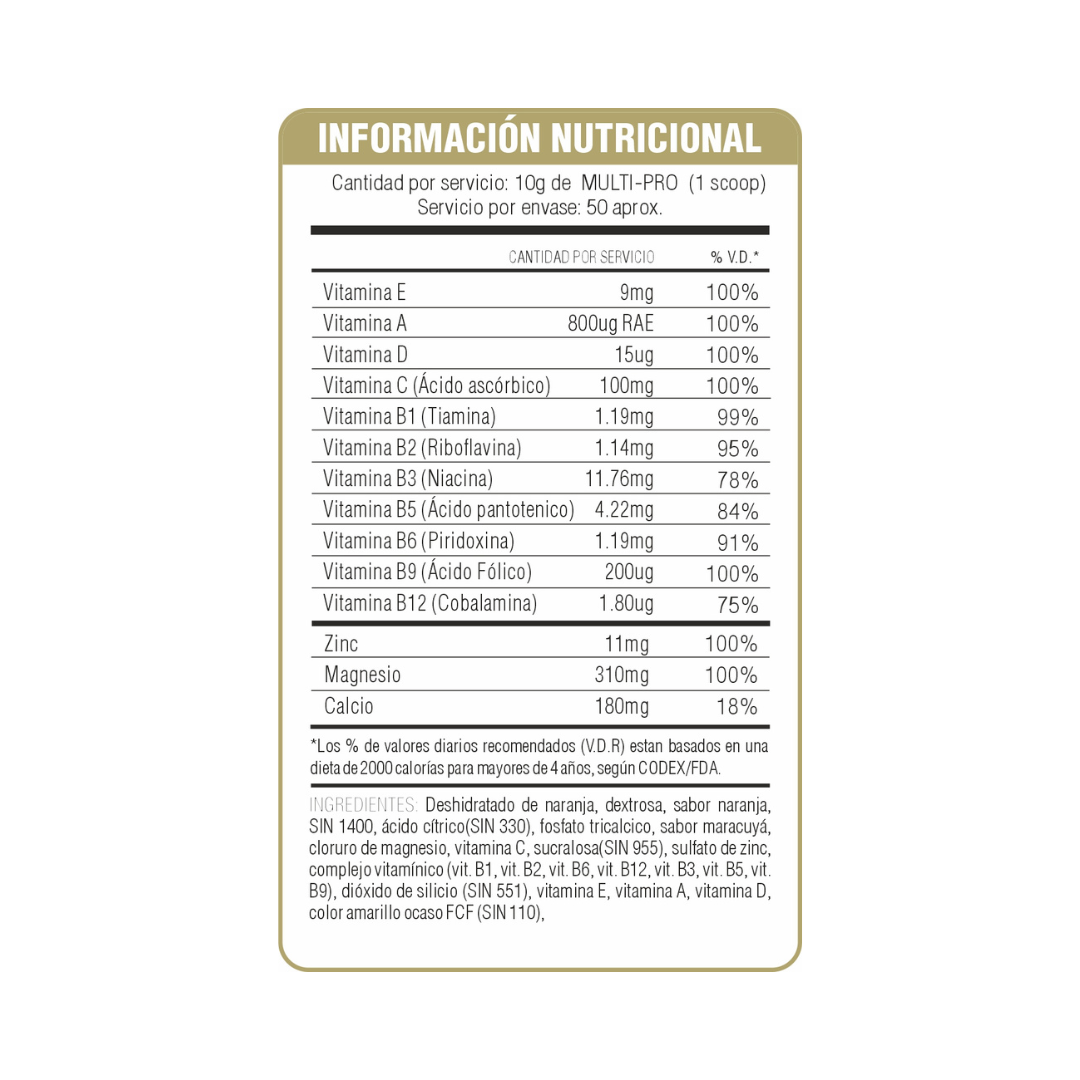 INFORMACIÓN NUTRICIONAL
Cantidad por servicio: 10g de MULTI-PRO (1 scoop)
Servicio por envase: 50 aprox.
CANTIDAD POR SERVICIO % V.D.*
Vitamina E 9mg 100%
Vitamina A 800ug RAE 100%
Vitamina D 15ug 100%
Vitamina C (Ácido ascórbico) 100mg 100%
Vitamina B1 (Tiamina) 1.19mg 99%
Vitamina B2 (Riboflavina) 1.14mg 95%
Vitamina B3 (Niacina) 11.76mg 78%
Vitamina B5 (Ácido pantotenico) 4.22mg 84%
Vitamina B6 (Piridoxina) 1.19mg 91%
Vitamina B9 (Ácido Fólico) 200ug 100%
Vitamina B12 (Cobalamina) 1.80ug 75%
Zinc 11mg 100%
Magnesio 310mg 100%
Calcio 180mg 18%
*Los % de valores diarios recomendados (V.D.R) estan basados en una
dieta de 2000 calorías para mayores de 4 años, según CODEX/FDA.
INGREDIENTES: Deshidratado de naranja, dextrosa, sabor naranja,
SIN 1400, ácido cítrico(SIN 330), fosfato tricalcico, sabor maracuyá,
cloruro de magnesio, vitamina C, sucralosa(SIN 955), sulfato de zinc,
complejo vitamínico (vit. B1, vit. B2, vit. B6, vit. B12, vit. B3, vit. B5, vit.
B9), dióxido de silicio (SIN 551), vitamina E, vitamina A, vitamina D,
color amarillo ocaso FCF (SIN 110),